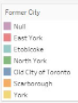 Former City
Null
East York
Etobicoke
North York
Old City of Toronto
Scarborough
York